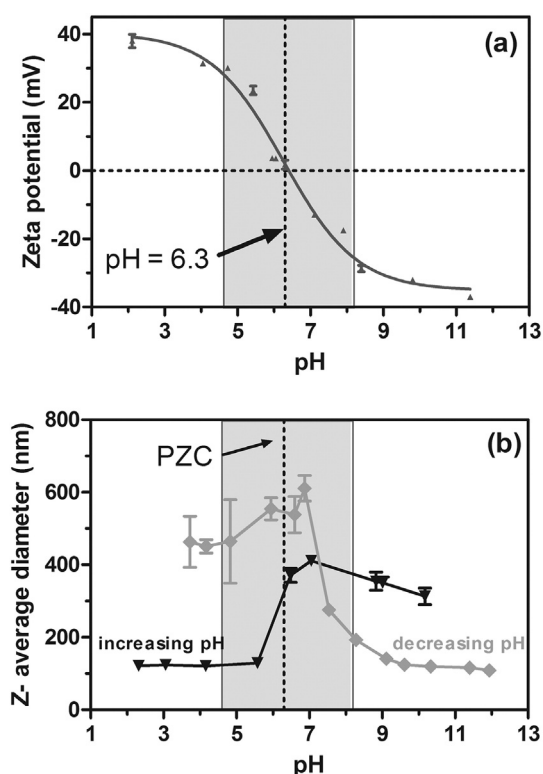 (a)
Zeta potential (mV)
40
20
0
-20
-40
pH = 6.3
1 3 5 7 9 11 13
pH
(b)
Z- average diameter (nm)
800
600
400
200
0
PZC
increasing pH
decreasing pH
1 3 5 7 9 11 13
pH